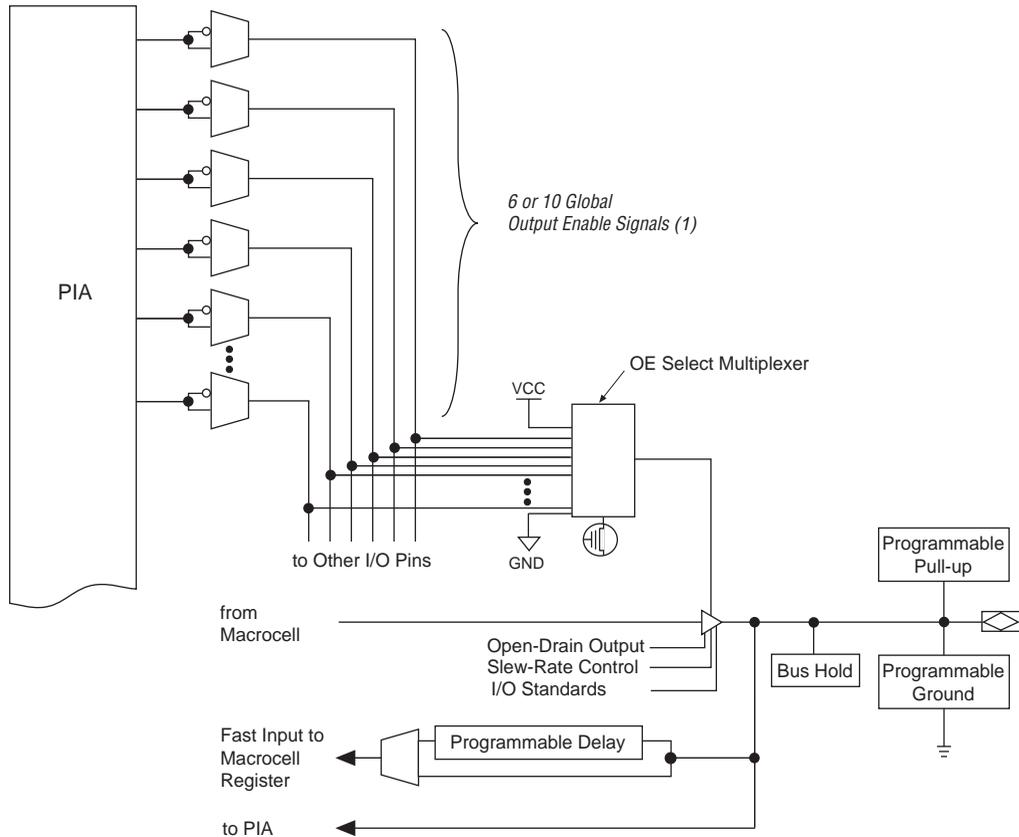 PIA
6 or 10 Global
Output Enable Signals (1)
OE Select Multiplexer
VCC
GND
to Other I/O Pins
from
Macrocell
Open-Drain Output
Slew-Rate Control
I/O Standards
Bus Hold
Programmable
Pull-up
Programmable
Ground
Fast Input to
Macrocell
Register
Programmable Delay
to PIA